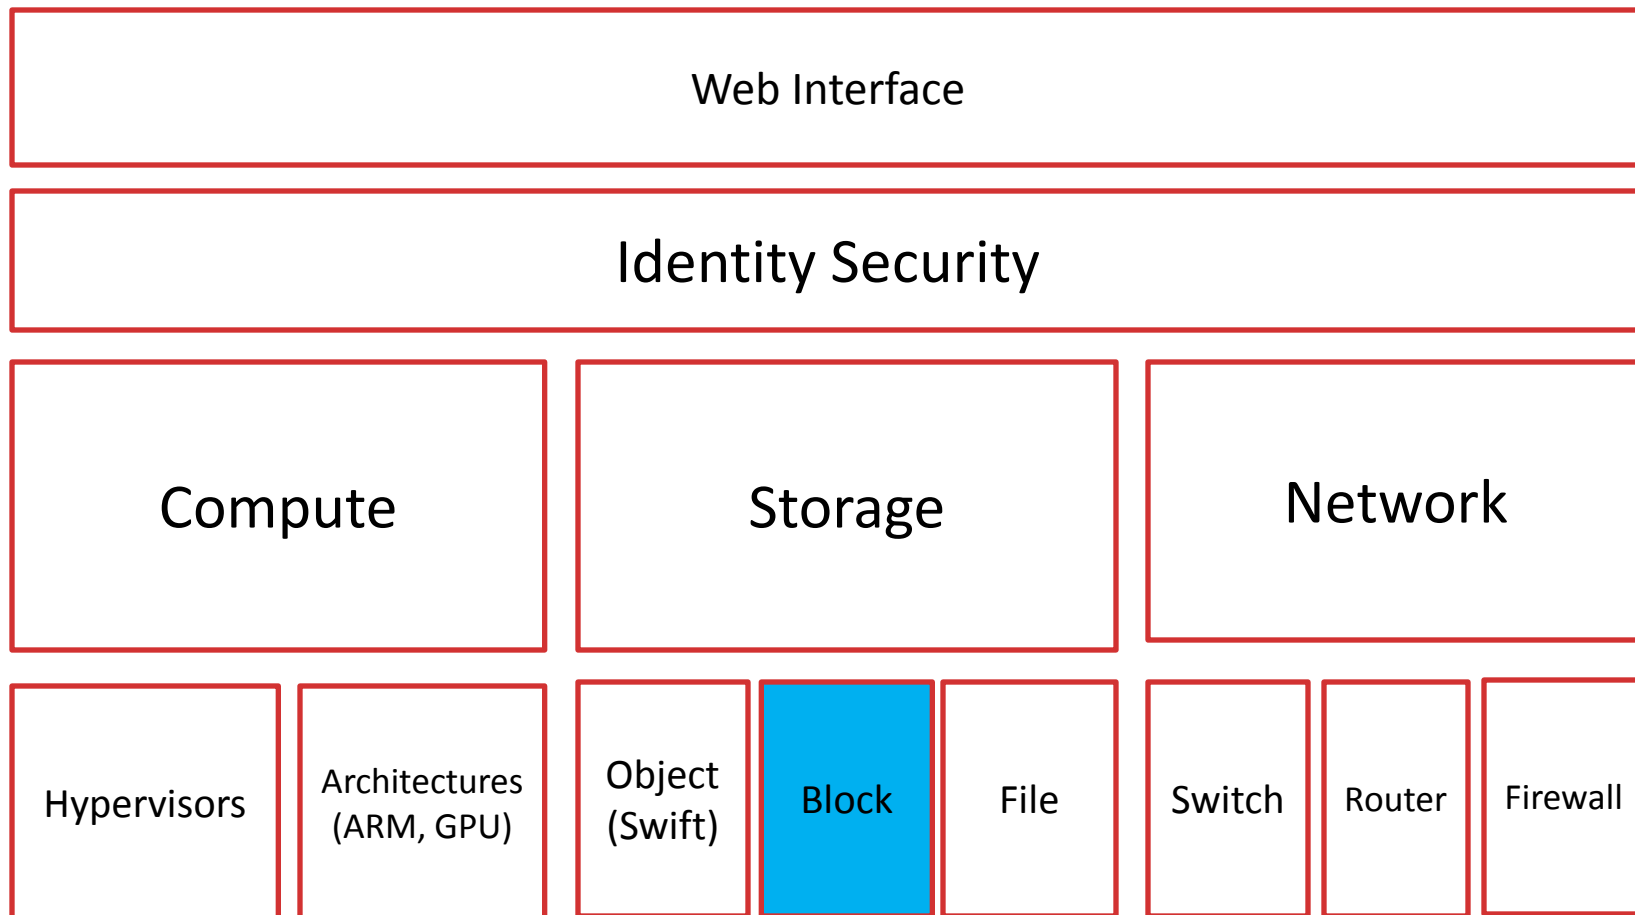 Web Interface
Identity Security
Compute
Storage
Network
Hypervisors
Architectures
(ARM, GPU)
Object
(Swift)
Block
File
Switch
Router
Firewall